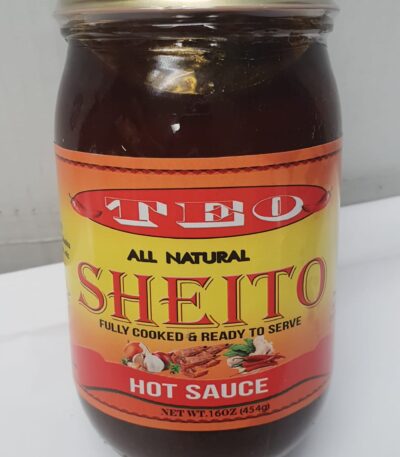 TEO
ALL NATURAL
SHEITO
FULLY COOKED & READY TO SERVE
HOT SAUCE
NET WT.16OZ (454g)